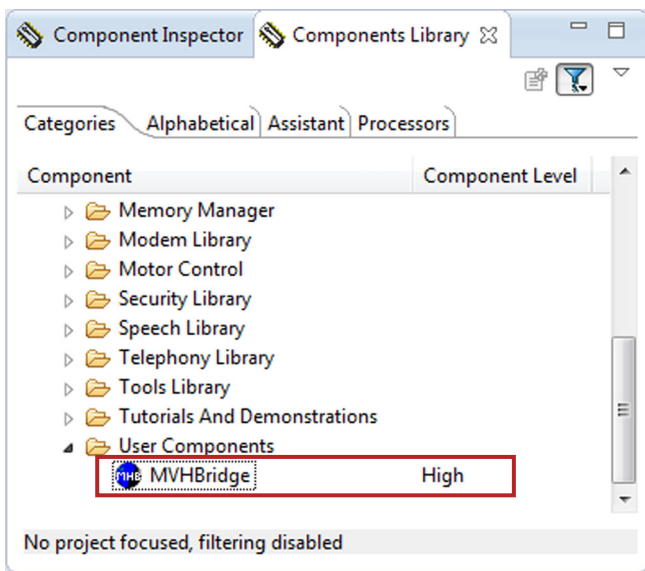 Component Inspector Components Library
Categories Alphabetical Assistant Processors
Component Component Level
Memory Manager
Modem Library
Motor Control
Security Library
Speech Library
Telephony Library
Tools Library
Tutorials And Demonstrations
User Components
MHB MVHBridge High
No project focused, filtering disabled